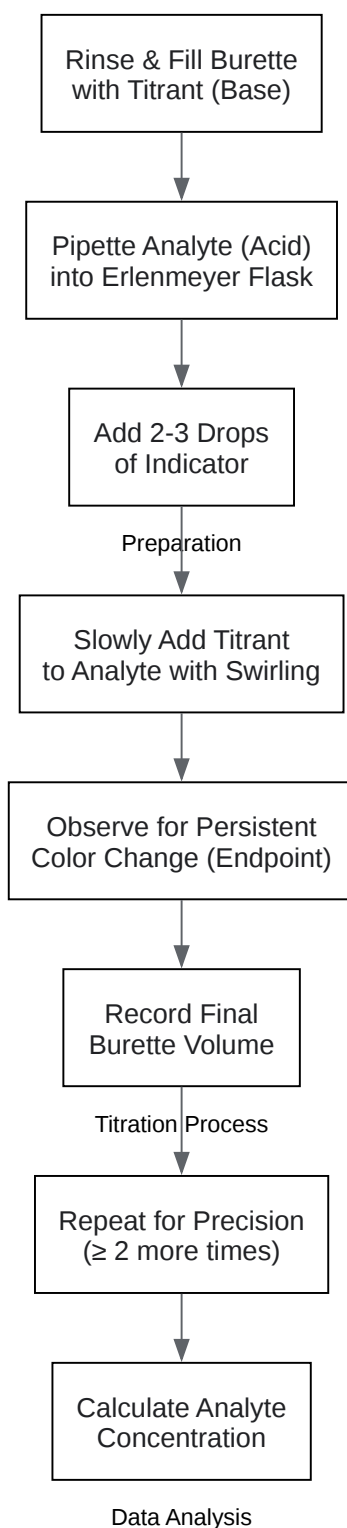 Rinse & Fill Burette
with Titrant (Base)
Pipette Analyte (Acid)
into Erlenmeyer Flask
Add 2-3 Drops
of Indicator
Preparation
Slowly Add Titrant
to Analyte with Swirling
Observe for Persistent
Color Change (Endpoint)
Record Final
Burette Volume
Titration Process
Repeat for Precision
(≥ 2 more times)
Calculate Analyte
Concentration
Data Analysis